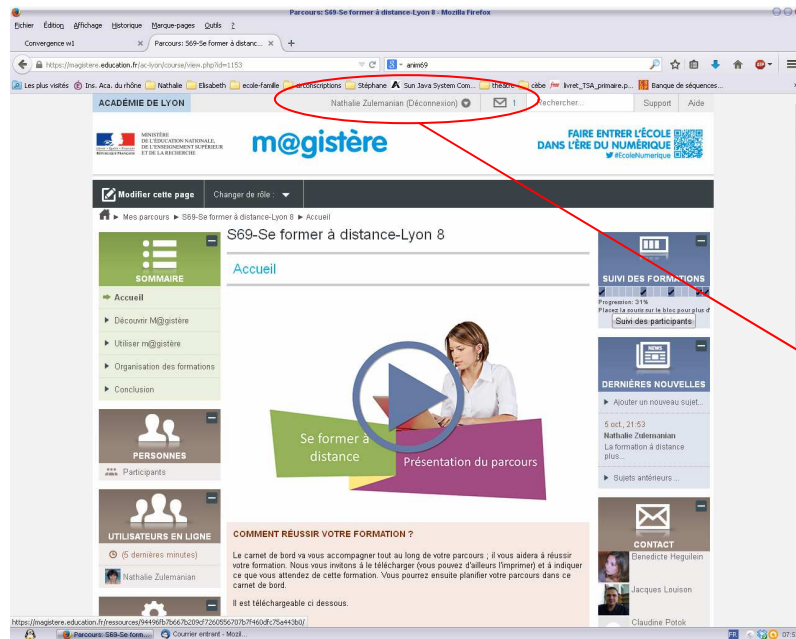 Parcours: S69-Se former à distance-Lyon 8 - Mozilla Firefox
Fichier Édition Affichage Historique Marque-pages Outils ?
Convergence w1 × Parcours: S69-Se former à distanc... × +
https://magistere.education.fr/ac-lyon/course/view.php?id=1153 anim69
Les plus visités Ins. Aca. du rhône Nathalie Elisabeth ecole-famille circonscriptions Stéphane Sun Java System Com... théâtre cèbe livret_TSA_primaire.p... Banque de séquences...
ACADÉMIE DE LYON Nathalie Zulemanian (Déconnexion) 1 Rechercher... Support Aide
MINISTÈRE
DE L'ÉDUCATION NATIONALE,
DE L'ENSEIGNEMENT SUPÉRIEUR
ET DE LA RECHERCHE
m@gistère
FAIRE ENTRER L'ÉCOLE
DANS L'ÈRE DU NUMÉRIQUE
#EcoleNumerique
Modifier cette page Changer de rôle :
Mes parcours ► S69-Se former à distance-Lyon 8 ► Accueil
SOMMAIRE
Accueil
Découvrir M@gistère
Utiliser m@gistère
Organisation des formations
Conclusion
PERSONNES
Participants
UTILISATEURS EN LIGNE
(5 dernières minutes)
Nathalie Zulemanian
S69-Se former à distance-Lyon 8
Accueil
Se former à
distance
Présentation du parcours
COMMENT RÉUSSIR VOTRE FORMATION ?
Le carnet de bord va vous accompagner tout au long de votre parcours ; il vous aidera à réussir
votre formation. Nous vous invitons à le télécharger (vous pouvez d'ailleurs l'imprimer) et à indiquer
ce que vous attendez de cette formation. Vous pourrez ensuite planifier votre parcours dans ce
carnet de bord.
Il est téléchargeable ci dessous.
SUIVI DES FORMATIONS
Progression: 31%
Placez la souris sur le bloc pour plus d'
Suivi des participants
NEWS
DERNIÈRES NOUVELLES
Ajouter un nouveau sujet...
5 oct., 21:53
Nathalie Zulemanian
La formation à distance
plus...
Sujets antérieurs ...
CONTACT
Benedicte Heguilein
Jacques Louison
Claudine Potok
Parcours: S69-Se form... Courrier entrant - Mozil... FR